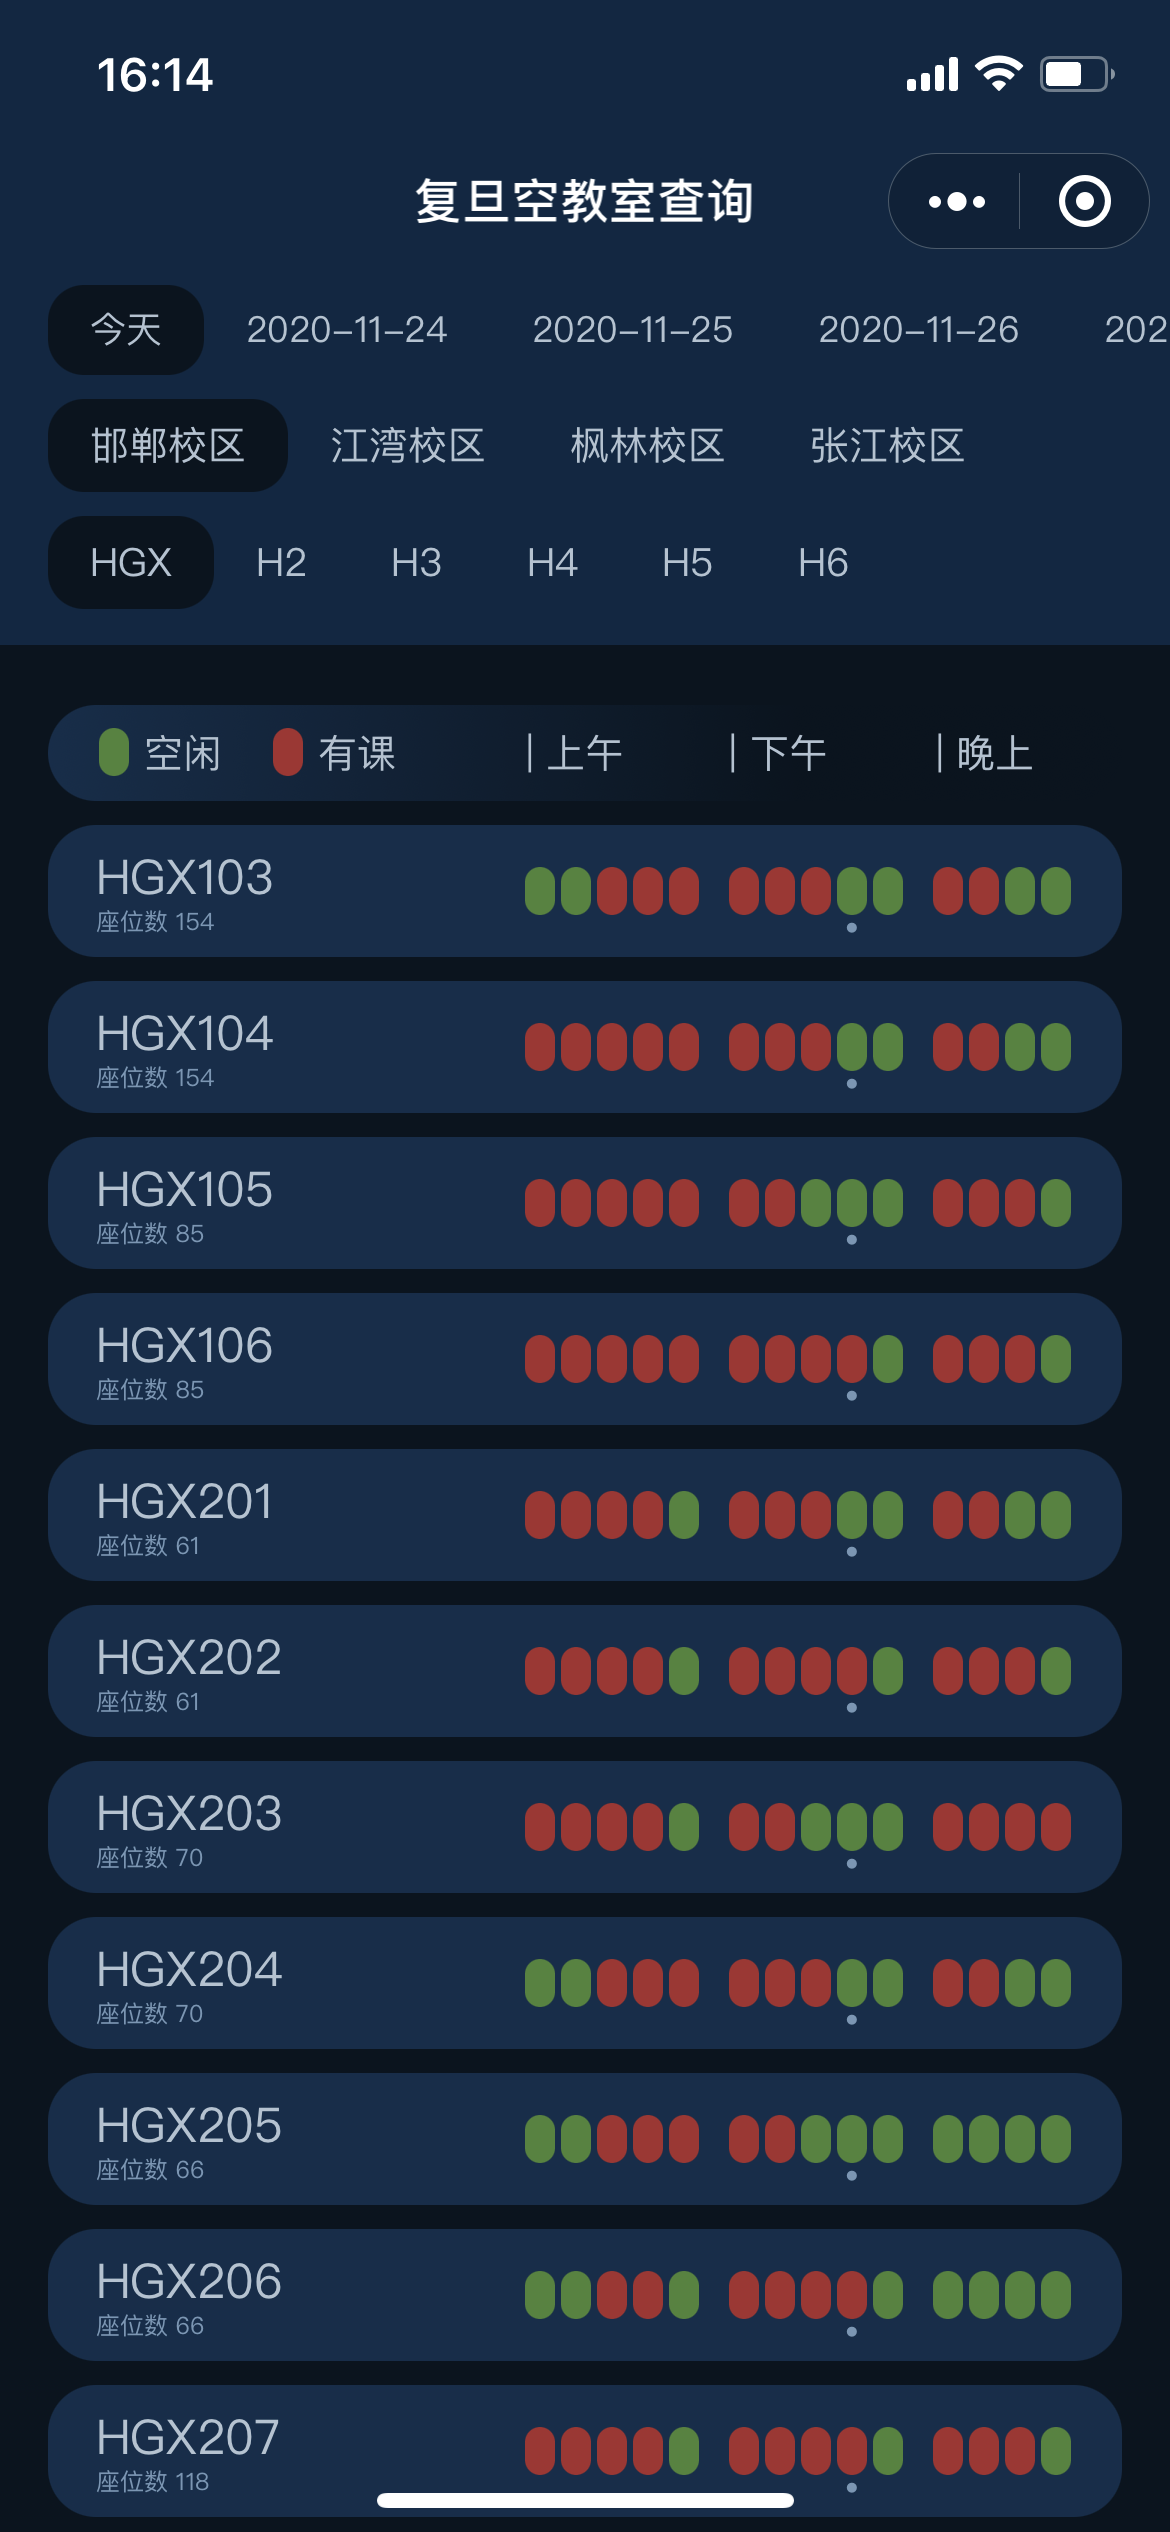 16:14
复旦空教室查询
今天 2020-11-24 2020-11-25 2020-11-26 202
邯郸校区 江湾校区 枫林校区 张江校区
HGX H2 H3 H4 H5 H6
空闲 有课 | 上午 | 下午 | 晚上
HGX103
座位数 154
HGX104
座位数 154
HGX105
座位数 85
HGX106
座位数 85
HGX201
座位数 61
HGX202
座位数 61
HGX203
座位数 70
HGX204
座位数 70
HGX205
座位数 66
HGX206
座位数 66
HGX207
座位数 118